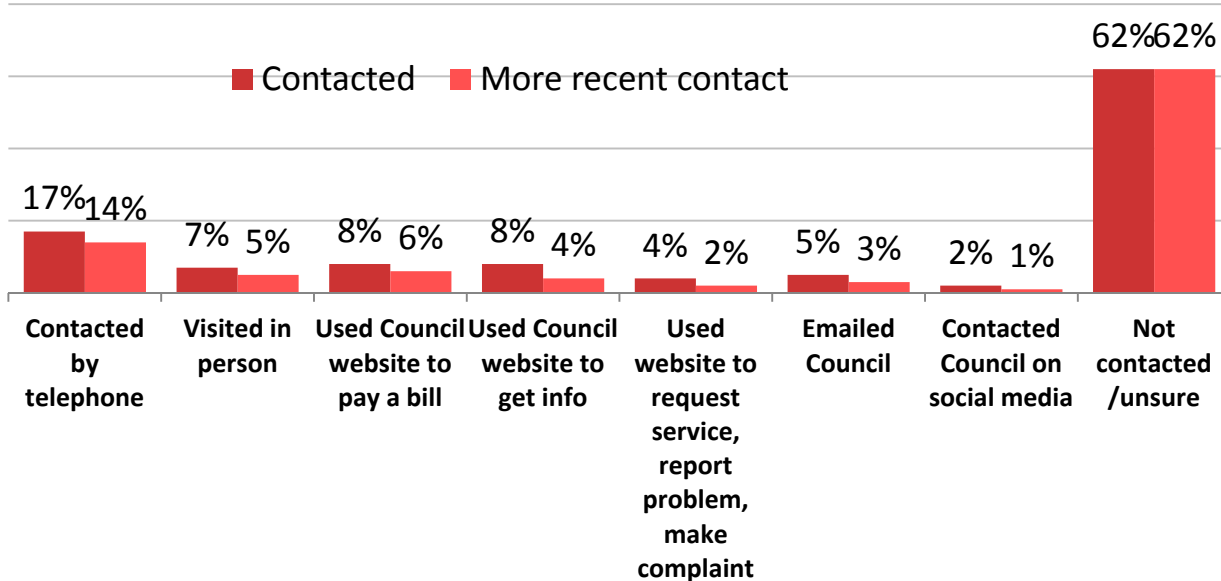 62% 62%
Contacted More recent contact
17% 14% 7% 5% 8% 6% 8% 4% 4% 2% 5% 3% 2% 1%
Contacted
by
telephone
Visited in
person
Used Council
website to
pay a bill
Used Council
website to
get info
Used
website to
request
service,
report
problem,
make
complaint
Emailed
Council
Contacted
Council on
social media
Not
contacted
/unsure